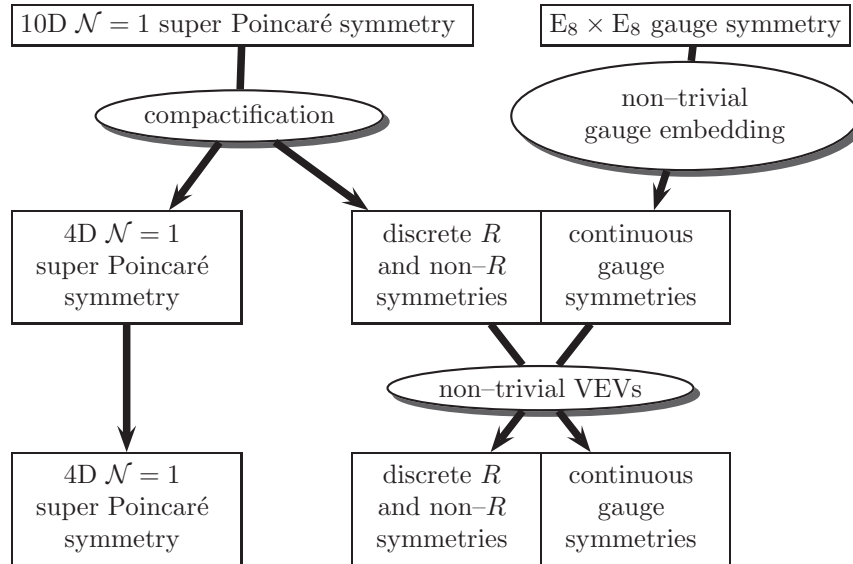 10D 𝒩 = 1 super Poincaré symmetry
E₈ × E₈ gauge symmetry
compactification
non–trivial
gauge embedding
4D 𝒩 = 1
super Poincaré
symmetry
discrete R
and non–R
symmetries
continuous
gauge
symmetries
non–trivial VEVs
4D 𝒩 = 1
super Poincaré
symmetry
discrete R
and non–R
symmetries
continuous
gauge
symmetries